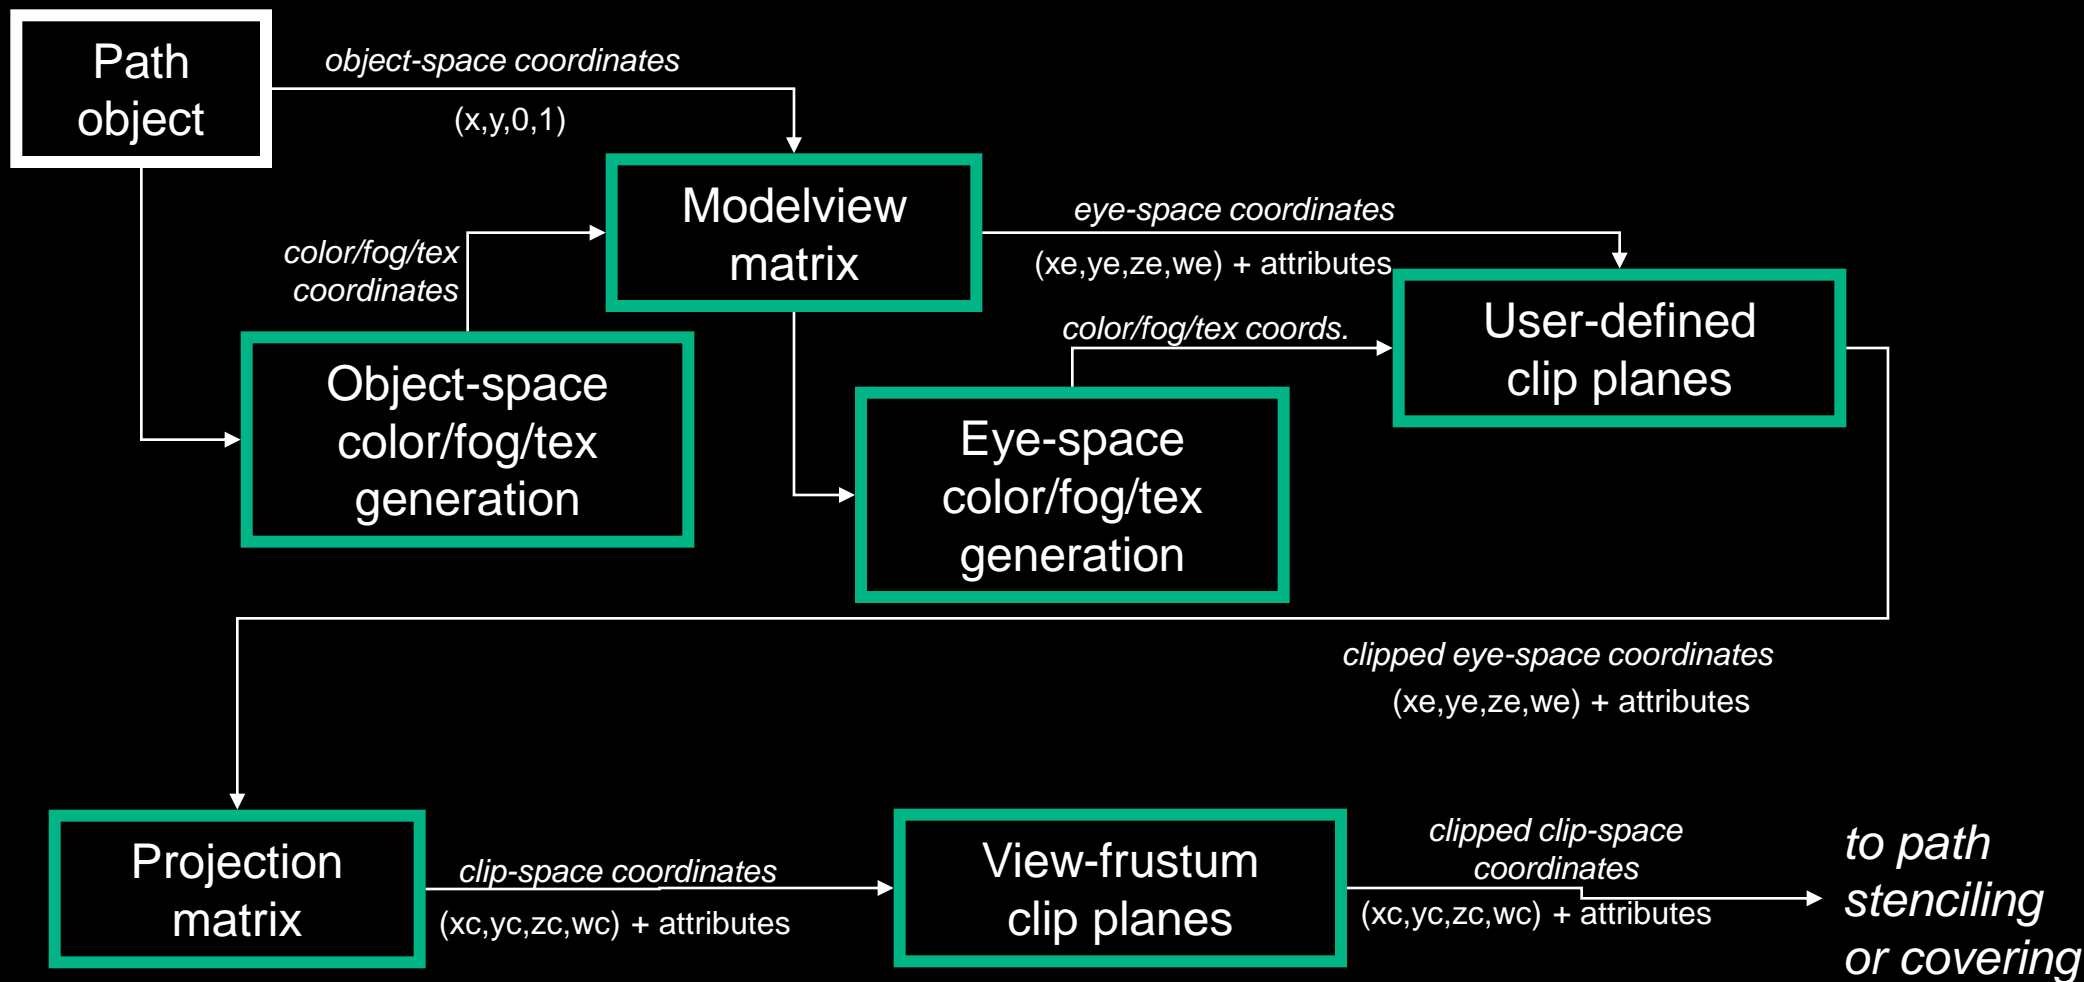 Path
object
object-space coordinates
(x,y,0,1)
Modelview
matrix
color/fog/tex
coordinates
Object-space
color/fog/tex
generation
eye-space coordinates
(xe,ye,ze,we) + attributes
color/fog/tex coords.
Eye-space
color/fog/tex
generation
User-defined
clip planes
clipped eye-space coordinates
(xe,ye,ze,we) + attributes
Projection
matrix
clip-space coordinates
(xc,yc,zc,wc) + attributes
View-frustum
clip planes
clipped clip-space
coordinates
(xc,yc,zc,wc) + attributes
to path
stenciling
or covering